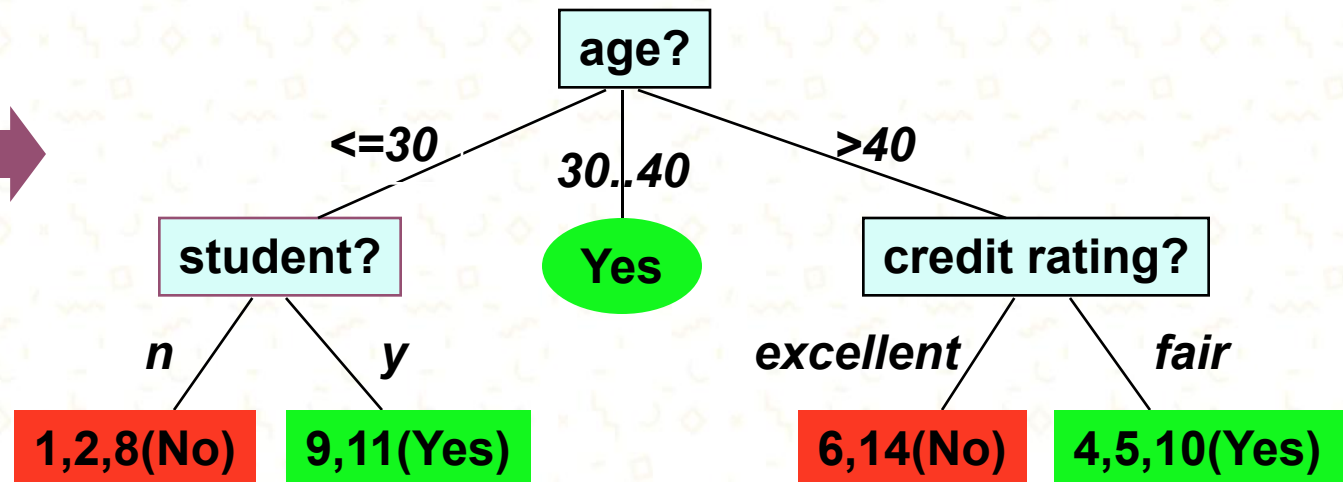 age?
<=30
30..40
>40
student?
Yes
credit rating?
n
y
excellent
fair
1,2,8(No)
9,11(Yes)
6,14(No)
4,5,10(Yes)